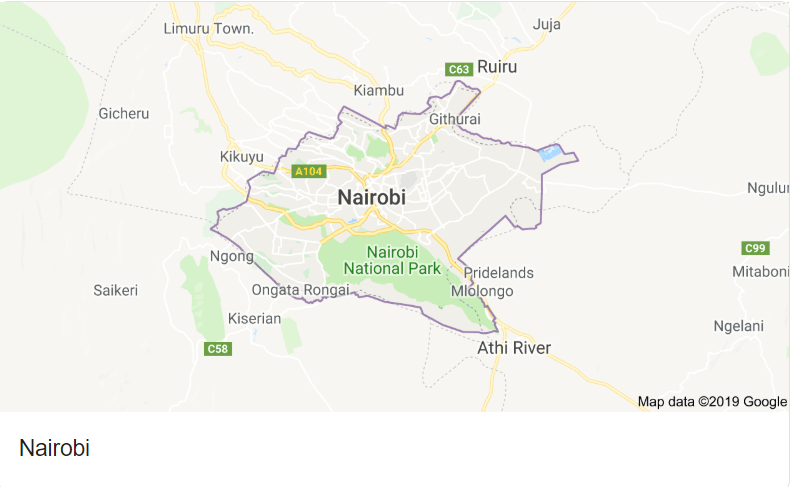 Limuru Town.
Juja
C63
Ruiru
Kiambu
Gicheru
Githurai
Kikuyu
A104
Nairobi
Ngulun
C99
Ngong
Nairobi
National Park
Pridelands
Mitaboni
Saikeri
Ongata Rongai
Mlolongo
Kiserian
Ngelani
C58
Athi River
Map data ©2019 Google
Nairobi